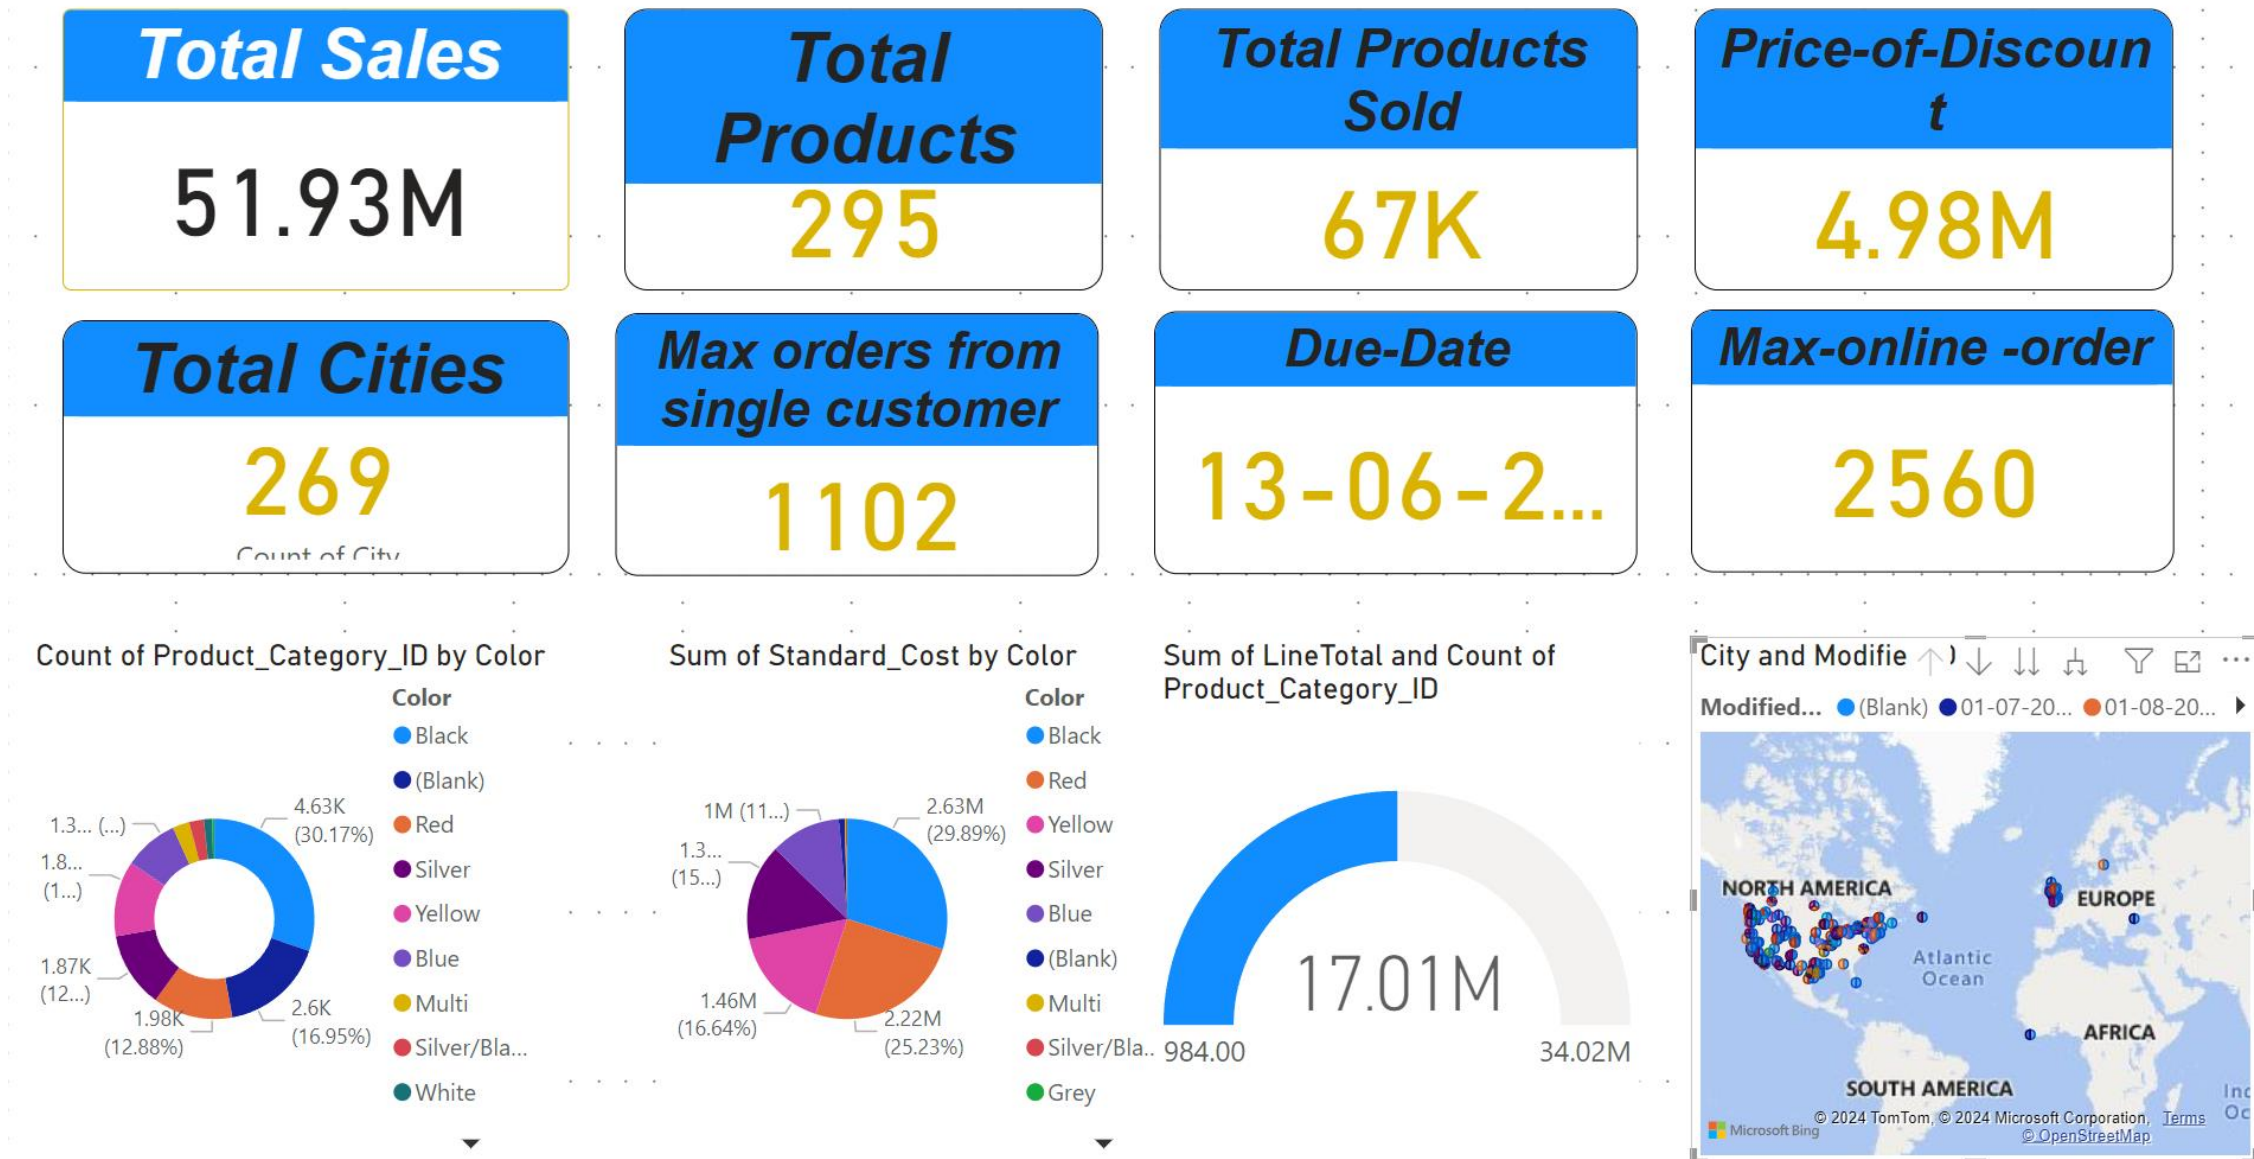 Total Sales
51.93M
Total
Products
295
Total Products
Sold
67K
Price-of-Discoun
t
4.98M
Total Cities
269
Count of City
Max orders from
single customer
1102
Due-Date
13-06-2...
Max-online -order
2560
Count of Product_Category_ID by Color
Color
Black
(Blank)
Red
Silver
Yellow
Blue
Multi
Silver/Bla...
White
4.63K
(30.17%)
2.6K
(16.95%)
1.98K
(12.88%)
1.87K
(12...)
1.8...
(1...)
1.3... (...)
Sum of Standard_Cost by Color
Color
Black
Red
Yellow
Silver
Blue
(Blank)
Multi
Silver/Bla..
Grey
2.63M
(29.89%)
2.22M
(25.23%)
1.46M
(16.64%)
1.3...
(15...)
1M (11...)
Sum of LineTotal and Count of
Product_Category_ID
17.01M
984.00
34.02M
City and Modifie
Modified... (Blank) 01-07-20... 01-08-20...
NORTH AMERICA
EUROPE
Atlantic
Ocean
AFRICA
SOUTH AMERICA
Inc
Oc
© 2024 TomTom, © 2024 Microsoft Corporation, Terms
Microsoft Bing
© OpenStreetMap